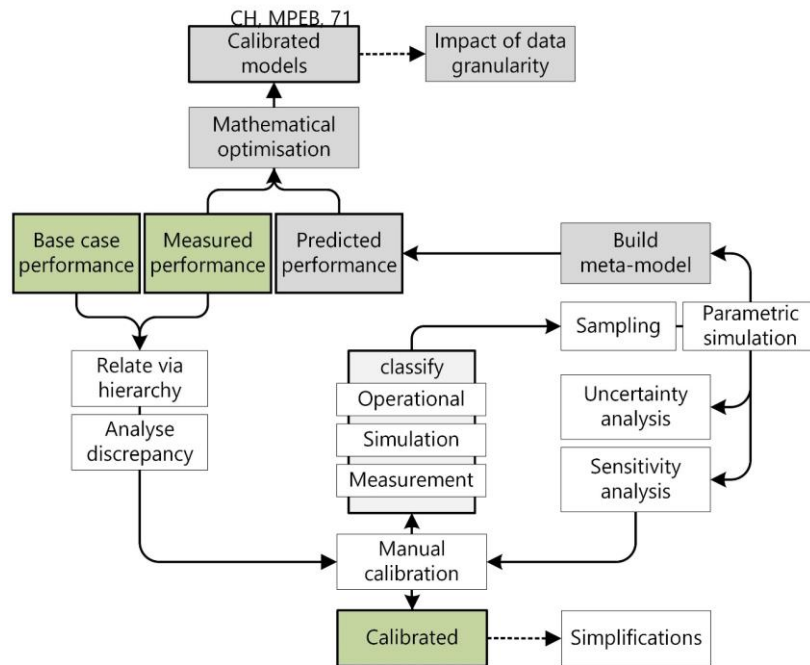 CH, MPEB, 71
Calibrated
models
Impact of data
granularity
Mathematical
optimisation
Base case
performance
Measured
performance
Predicted
performance
Build
meta-model
Sampling
Parametric
simulation
Relate via
hierarchy
Analyse
discrepancy
classify
Operational
Simulation
Measurement
Uncertainty
analysis
Sensitivity
analysis
Manual
calibration
Calibrated
Simplifications